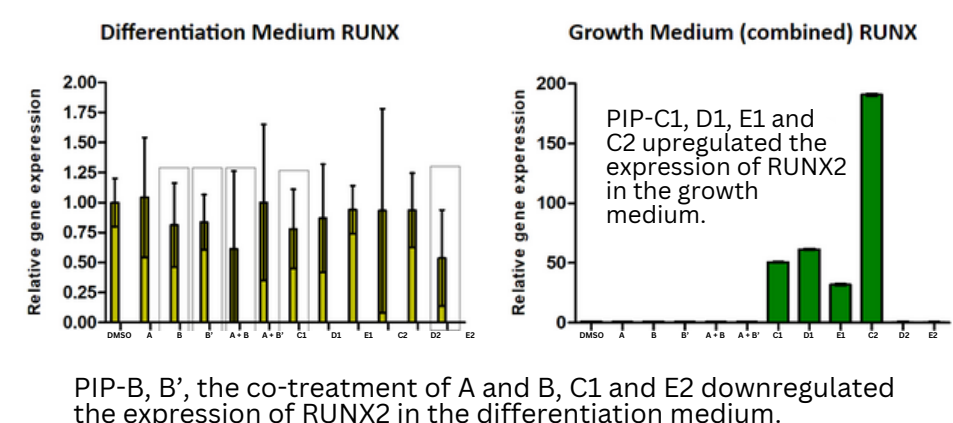 Differentiation Medium RUNX
Growth Medium (combined) RUNX
Relative gene experession
2.00
1.75
1.50
1.25
1.00
0.75
0.50
0.25
0.00
DMSO A B B' A + B A + B' C1 D1 E1 C2 D2 E2
Relative gene experession
200
150
100
50
0
PIP-C1, D1, E1 and
C2 upregulated the
expression of RUNX2
in the growth
medium.
DMSO A B B' A + B A + B' C1 D1 E1 C2 D2 E2
PIP-B, B’, the co-treatment of A and B, C1 and E2 downregulated
the expression of RUNX2 in the differentiation medium.